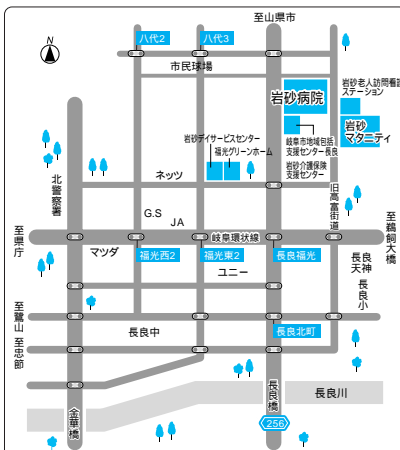 至山県市
N
八代2
八代3
市民球場
岩砂病院
岩砂老人訪問看護
ステーション
岩砂
マタニティ
岩砂デイサービスセンター
福光グリーンホーム
岐阜市地域包括
支援センター長良
岩砂介護保険
支援センター
北警察署
ネッツ
旧高富街道
G.S
JA
至県庁
岐阜環状線
至鵜飼大橋
マツダ
福光西2
福光東2
長良福光
ユニー
長良天神
長良小
至鷺山
至忠節
長良中
長良北町
長良川
金華橋
長良橋
256